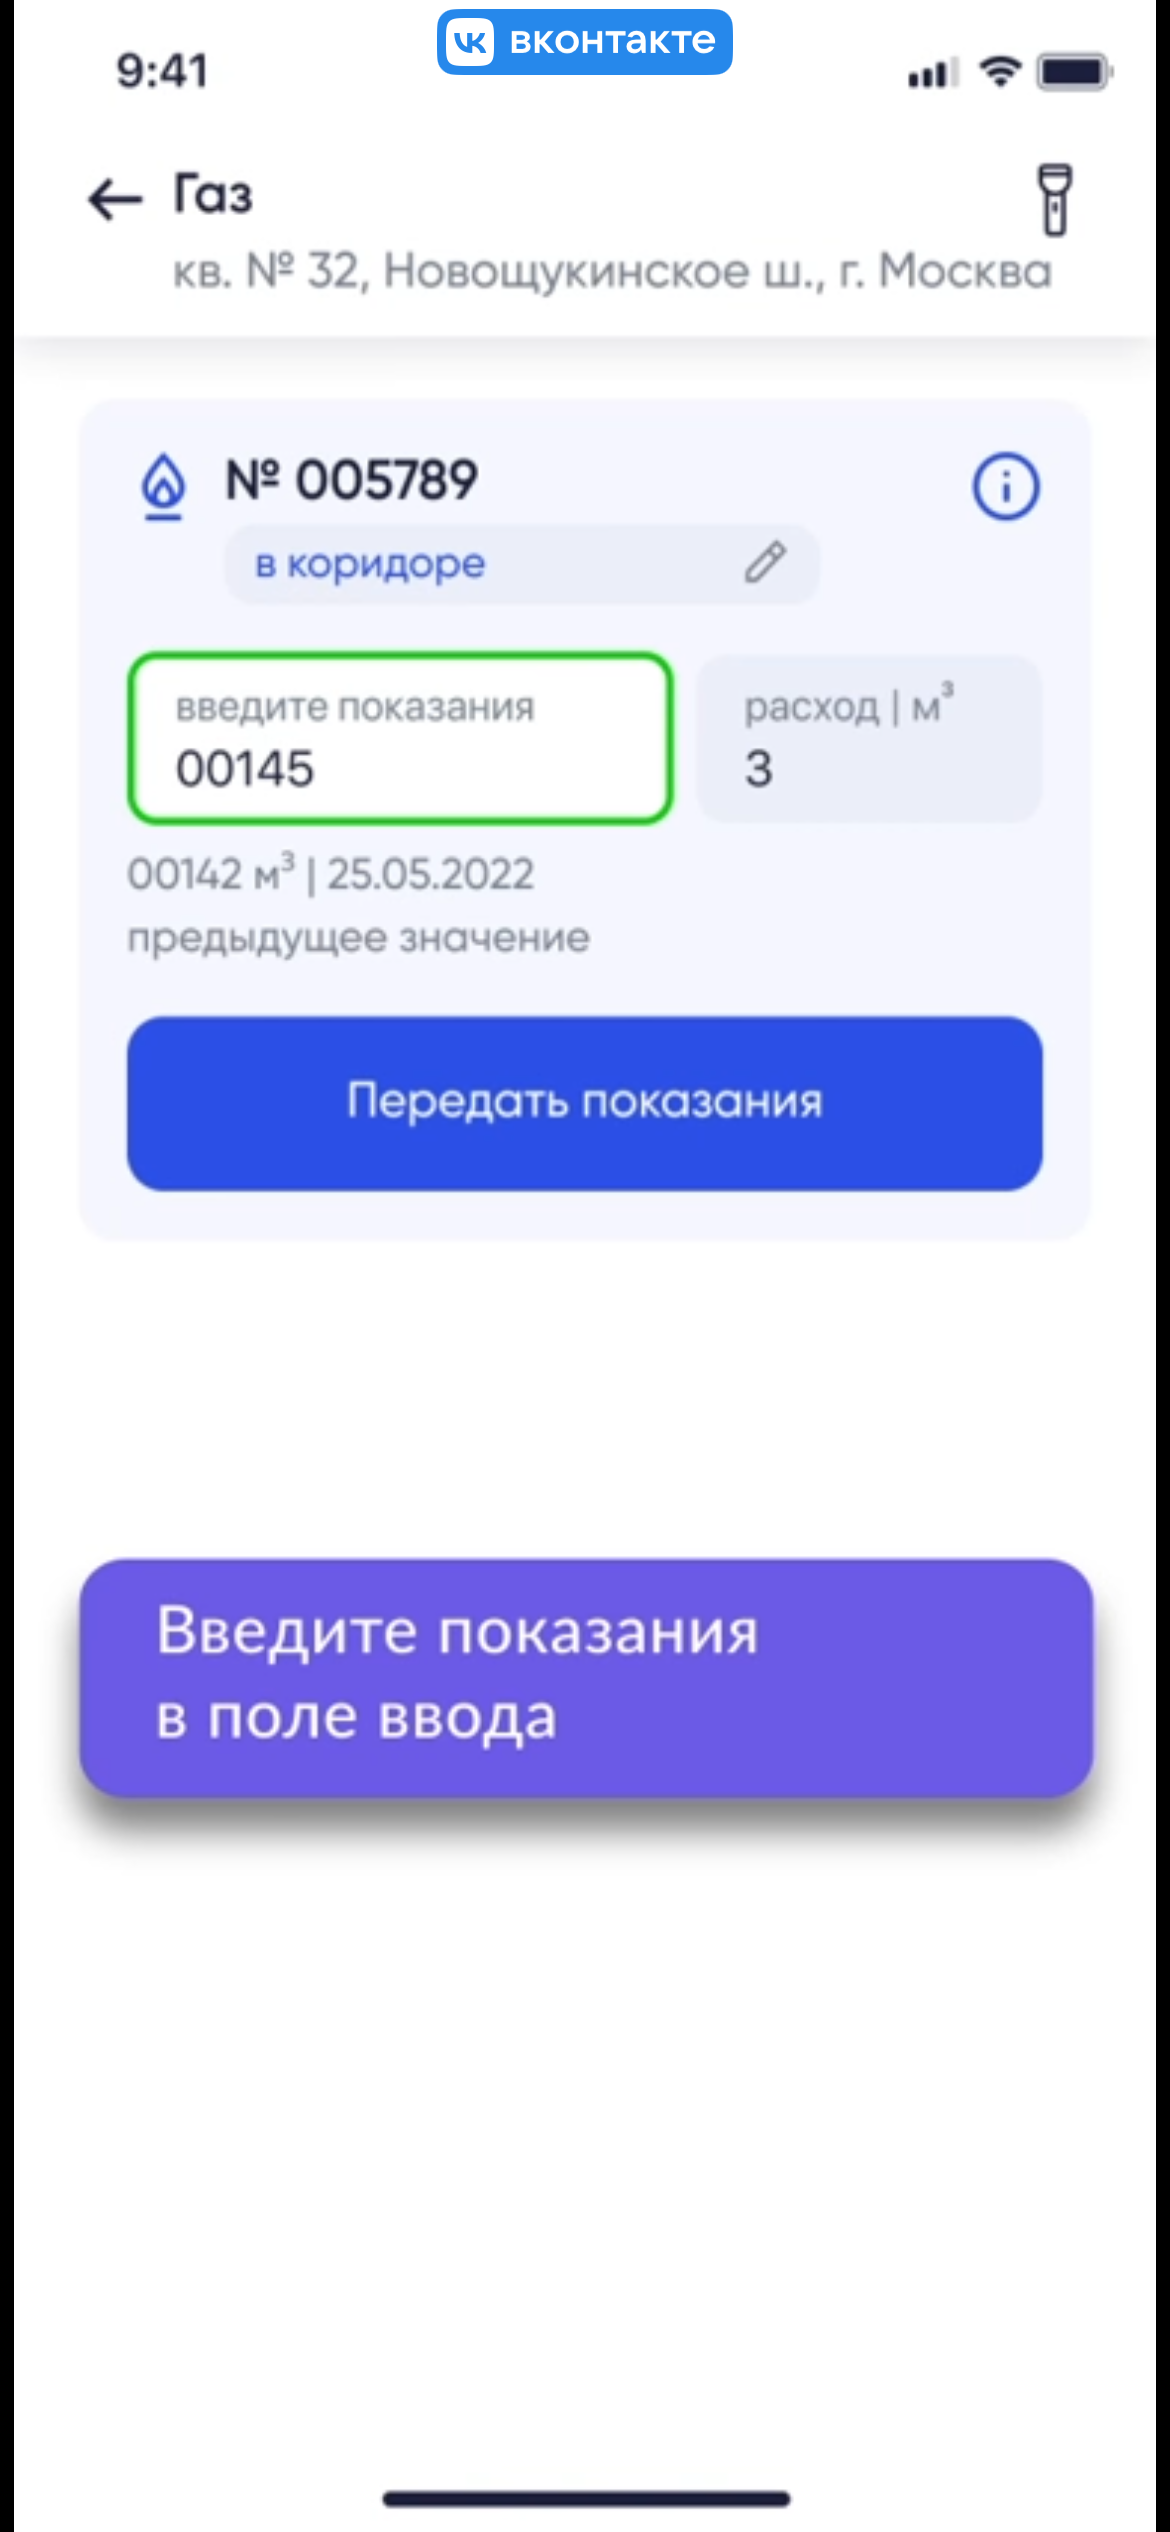 вконтакте
9:41
Газ
кв. № 32, Новощукинское ш., г. Москва
№ 005789
в коридоре
введите показания
00145
расход | м³
3
00142 м³ | 25.05.2022
предыдущее значение
Передать показания
Введите показания
в поле ввода